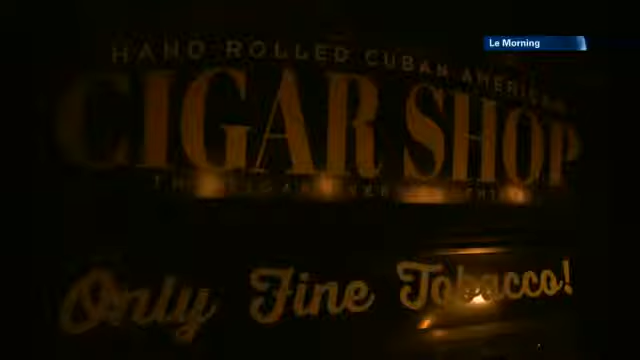 Le Morning
HAND ROLLED CUBAN AMERICAN
CIGAR SHOP
Only Fine Tobacco!